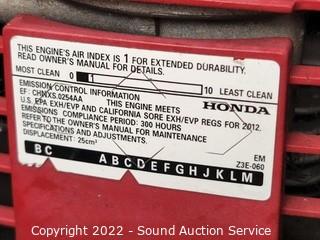 THIS ENGINE'S AIR INDEX IS 1 FOR EXTENDED DURABILITY.
READ OWNER'S MANUAL FOR DETAILS.
MOST CLEAN 0 1 10 LEAST CLEAN
EMISSION CONTROL INFORMATION HONDA
EF: CHNXS.0254AA THIS ENGINE MEETS
U.S. EPA EXH/EVP AND CALIFORNIA SORE EXH/EVP REGS FOR 2012.
EMISSIONS COMPLIANCE PERIOD: 300 HOURS
REFER TO THE OWNER'S MANUAL FOR MAINTENANCE
SPECIFICATIONS AND ADJUSTMENTS.
DISPLACEMENT: 25cm³ EM
BC ABCDEFGHJKLM Z3E-060
Copyright 2022 - Sound Auction Service